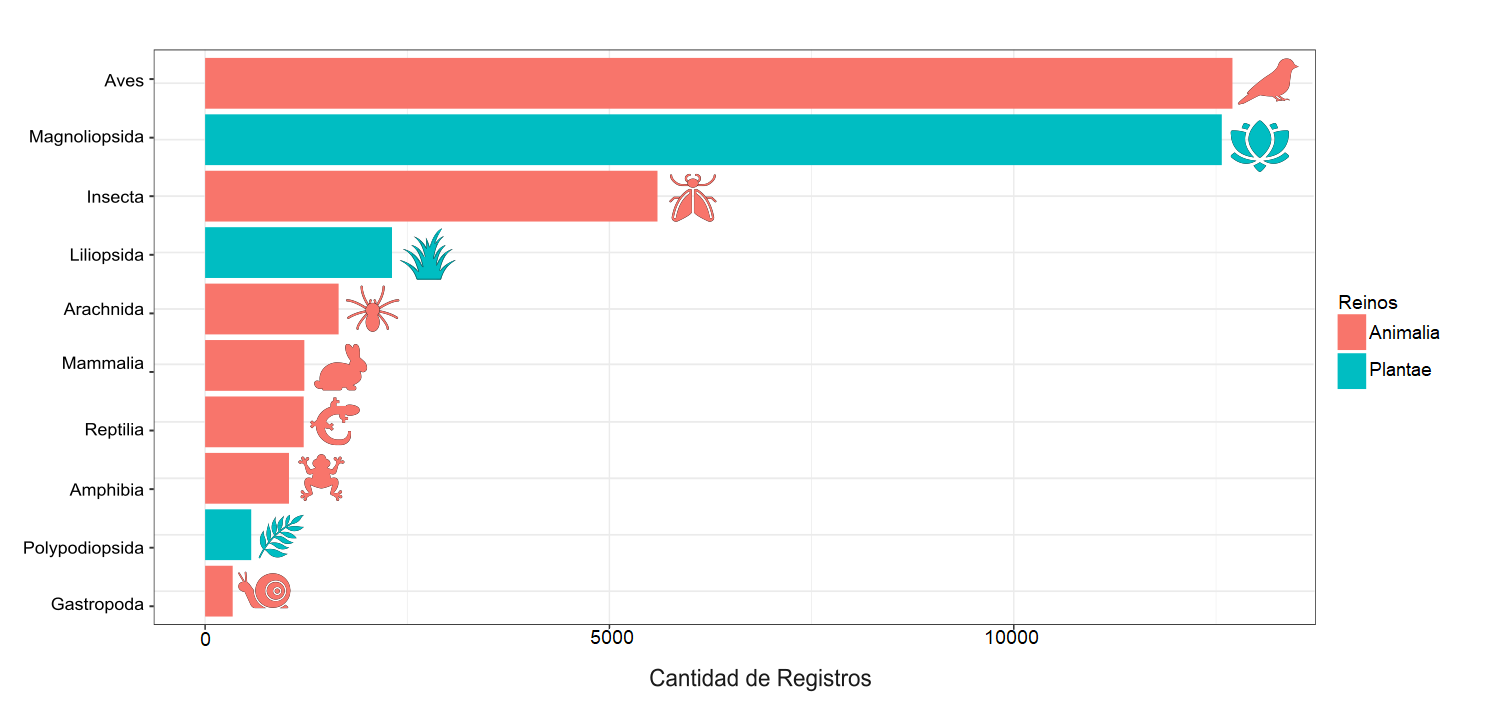 Aves
Magnoliopsida
Insecta
Liliopsida
Arachnida
Mammalia
Reptilia
Amphibia
Polypodiopsida
Gastropoda
0 5000 10000
Cantidad de Registros
Reinos
Animalia
Plantae